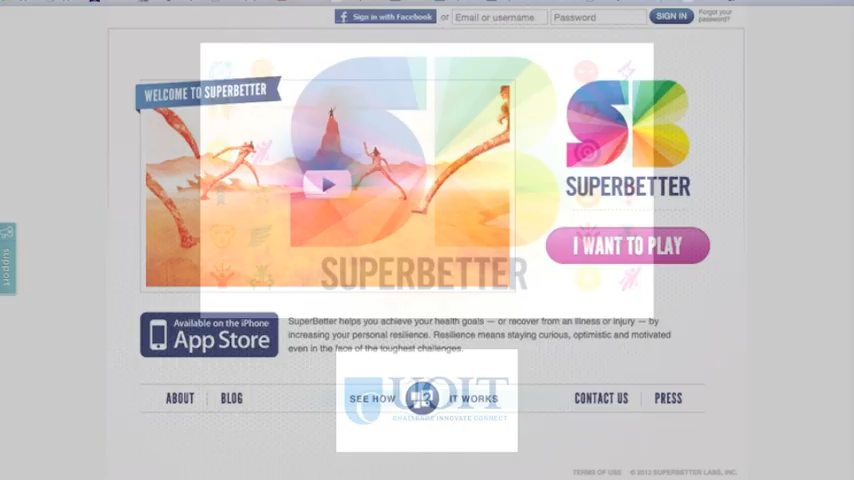 Sign in with Facebook or Email or username Password SIGN IN Forgot your password?
WELCOME TO SUPERBETTER
SUPERBETTER
SUPERBETTER
I WANT TO PLAY
support
Available on the iPhone
App Store
SuperBetter helps you achieve your health goals — or recover from an illness or injury — by
increasing your personal resilience. Resilience means staying curious, optimistic and motivated
even in the face of the toughest challenges.
ABOUT BLOG SEE HOW IT WORKS CONTACT US PRESS
UOIT
CHALLENGE INNOVATE CONNECT
TERMS OF USE © 2012 SUPERBETTER LABS, INC.